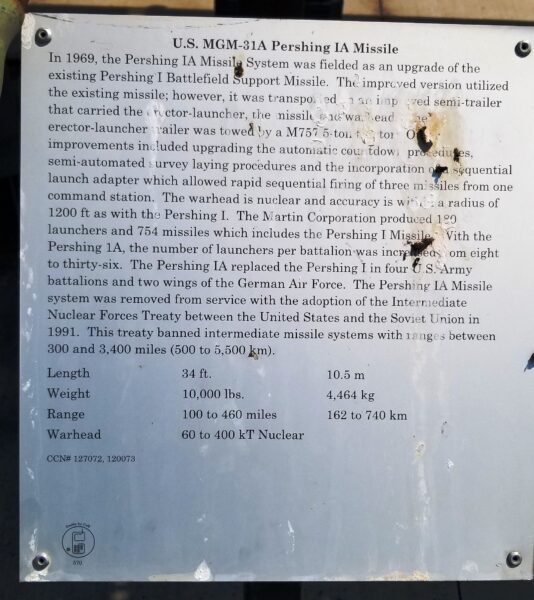 U.S. MGM-31A Pershing IA Missile
In 1969, the Pershing IA Missile System was fielded as an upgrade of the
existing Pershing I Battlefield Support Missile. The improved version utilized
the existing missile; however, it was transported in an improved semi-trailer
that carried the erector-launcher, the missile and warhead. The
erector-launcher trailer was towed by a M757 5-ton tractor. Other
improvements included upgrading the automatic countdown procedures,
semi-automated survey laying procedures and the incorporation of a sequential
launch adapter which allowed rapid sequential firing of three missiles from one
command station. The warhead is nuclear and accuracy is within a radius of
1200 ft as with the Pershing I. The Martin Corporation produced
launchers and 754 missiles which includes the Pershing I Missile. With the
Pershing 1A, the number of launchers per battalion was increased from eight
to thirty-six. The Pershing IA replaced the Pershing I in four U.S. Army
battalions and two wings of the German Air Force. The Pershing IA Missile
system was removed from service with the adoption of the Intermediate
Nuclear Forces Treaty between the United States and the Soviet Union in
1991. This treaty banned intermediate missile systems with ranges between
300 and 3,400 miles (500 to 5,500 km).
Length 34 ft. 10.5 m
Weight 10,000 lbs. 4,464 kg
Range 100 to 460 miles 162 to 740 km
Warhead 60 to 400 kT Nuclear
CCN# 127072, 120073
570